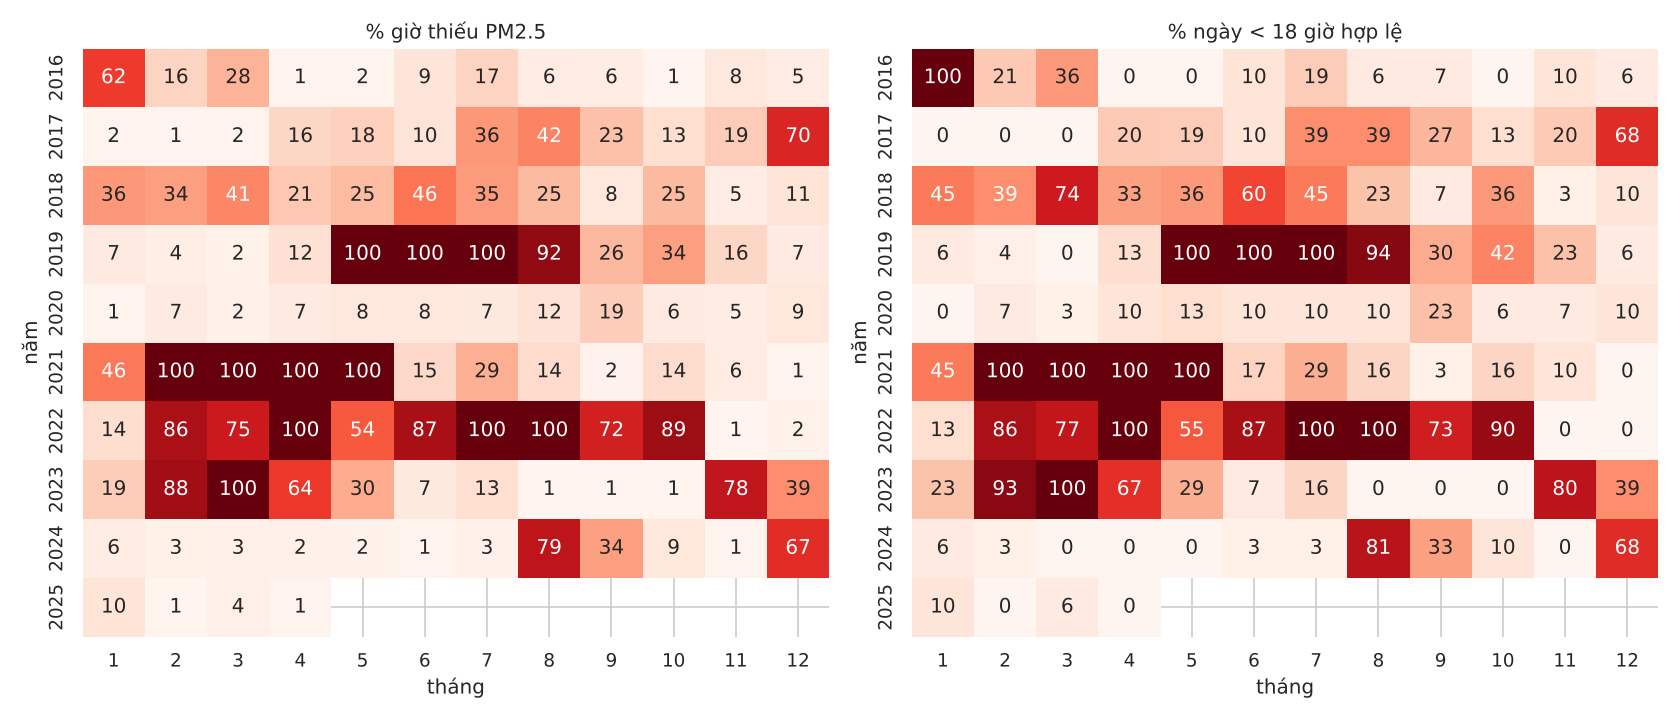 % giờ thiếu PM2.5
2016 62 16 28 1 2 9 17 6 6 1 8 5
2017 2 1 2 16 18 10 36 42 23 13 19 70
2018 36 34 41 21 25 46 35 25 8 25 5 11
2019 7 4 2 12 100 100 100 92 26 34 16 7
2020 1 7 2 7 8 8 7 12 19 6 5 9
2021 46 100 100 100 100 15 29 14 2 14 6 1
2022 14 86 75 100 54 87 100 100 72 89 1 2
2023 19 88 100 64 30 7 13 1 1 1 78 39
2024 6 3 3 2 2 1 3 79 34 9 1 67
2025 10 1 4 1
1 2 3 4 5 6 7 8 9 10 11 12
năm
tháng
% ngày < 18 giờ hợp lệ
2016 100 21 36 0 0 10 19 6 7 0 10 6
2017 0 0 0 20 19 10 39 39 27 13 20 68
2018 45 39 74 33 36 60 45 23 7 36 3 10
2019 6 4 0 13 100 100 100 94 30 42 23 6
2020 0 7 3 10 13 10 10 10 23 6 7 10
2021 45 100 100 100 100 17 29 16 3 16 10 0
2022 13 86 77 100 55 87 100 100 73 90 0 0
2023 23 93 100 67 29 7 16 0 0 0 80 39
2024 6 3 0 0 0 3 3 81 33 10 0 68
2025 10 0 6 0
1 2 3 4 5 6 7 8 9 10 11 12
năm
tháng